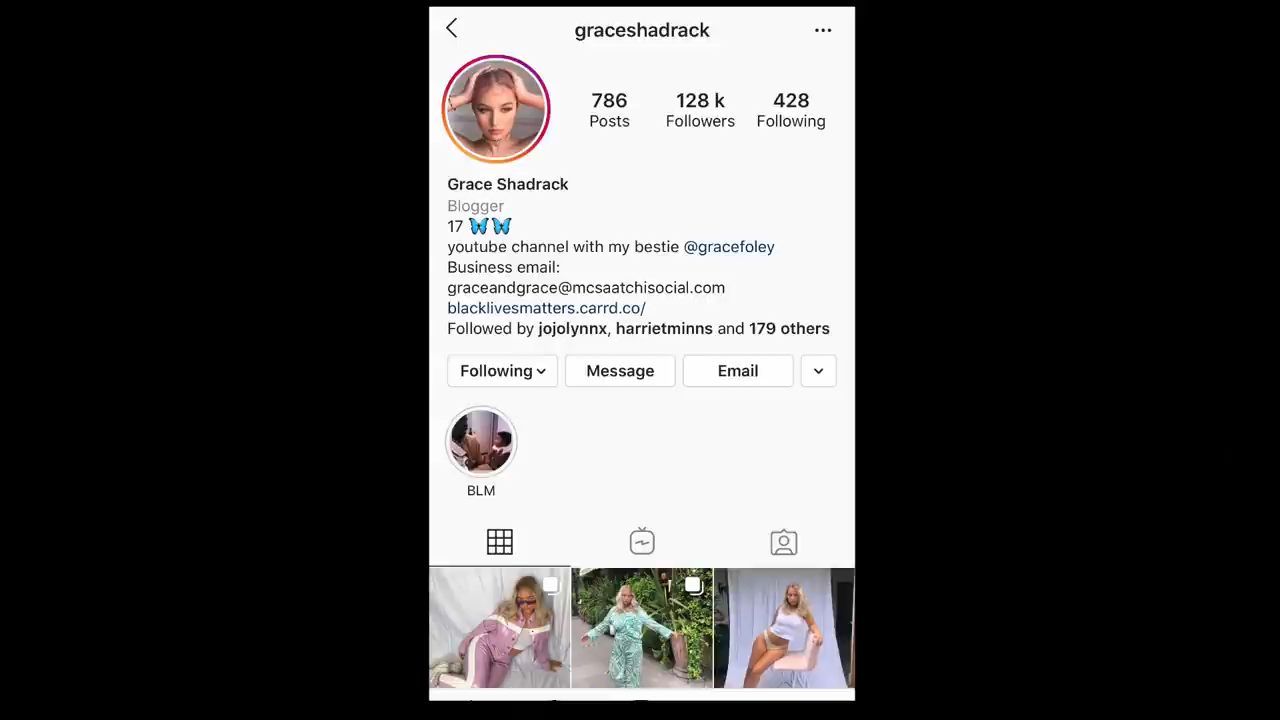 graceshadrack
786 128 k 428
Posts Followers Following
Grace Shadrack
Blogger
17 🦋🦋
youtube channel with my bestie @gracefoley
Business email:
graceandgrace@mcsaatchisocial.com
blacklivesmatters.carrd.co/
Followed by jojolynnx, harrietminns and 179 others
Following Message Email
BLM